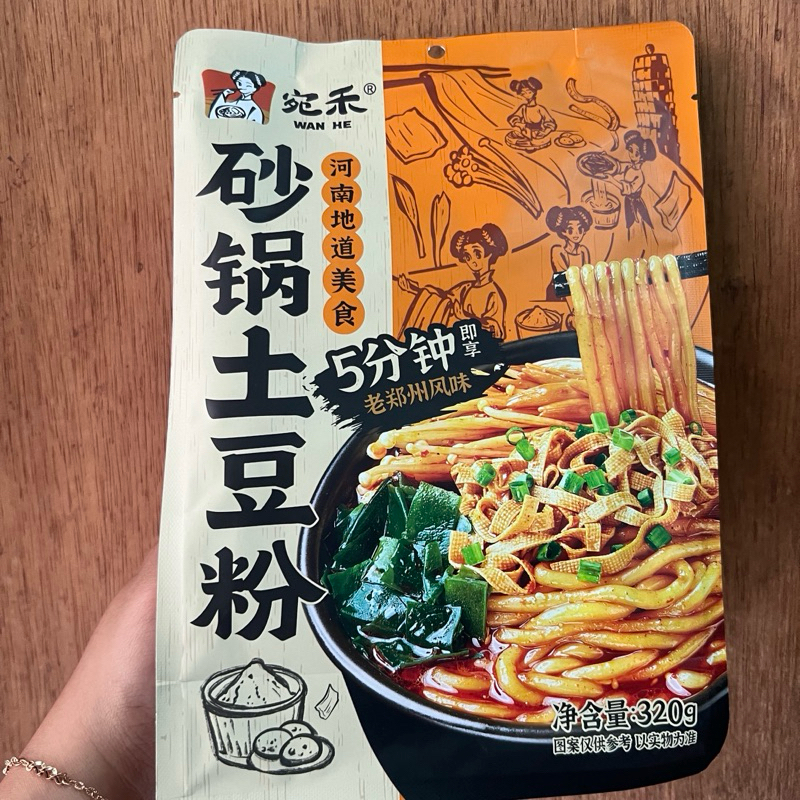 宛禾®
WAN HE
砂锅土豆粉
河南地道美食
5分钟即享
老郑州风味
净含量:320g
图案仅供参考 以实物为准